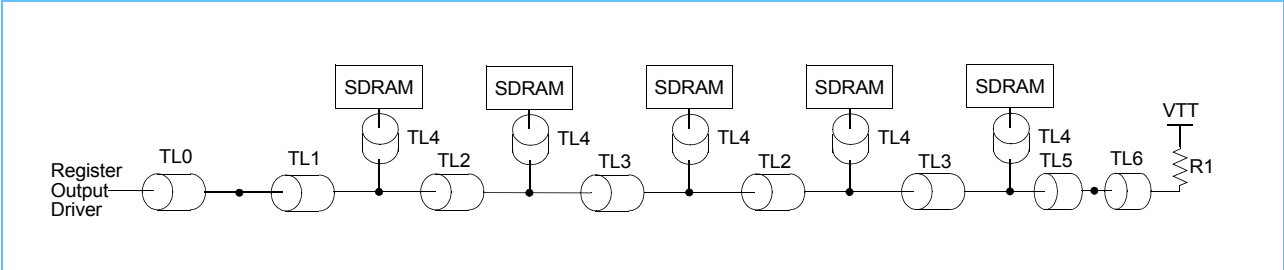 SDRAM SDRAM SDRAM SDRAM SDRAM
VTT
TL4 TL4 TL4 TL4 TL4
TL0 TL1 TL2 TL3 TL2 TL3 TL5 TL6
R1
Register
Output
Driver